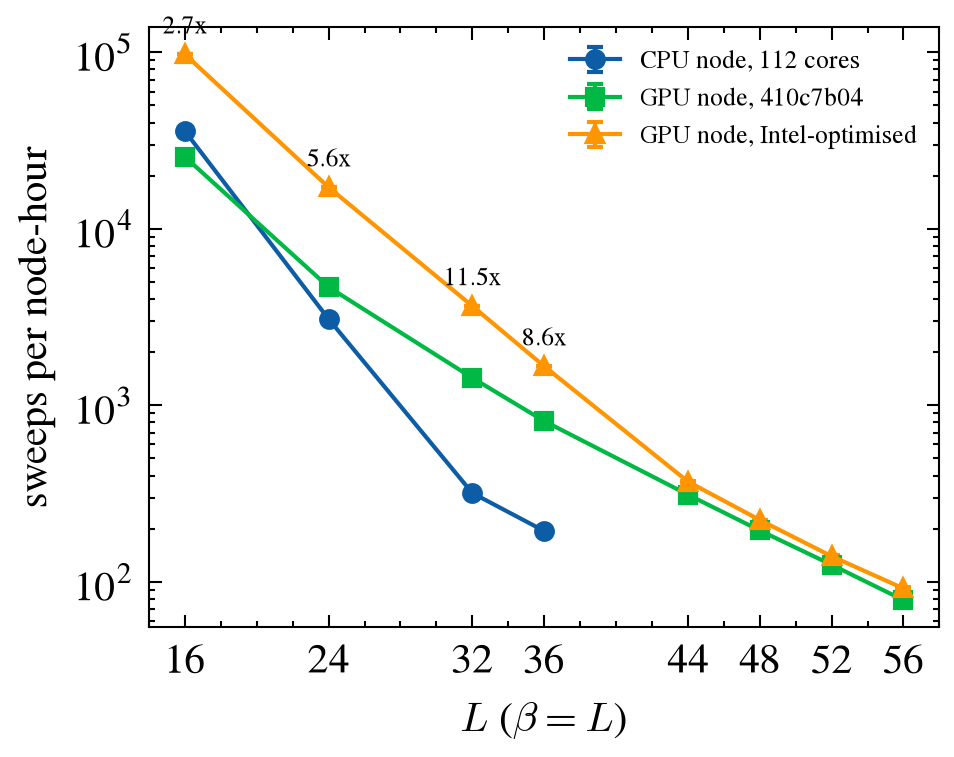 2.7x
10^5
CPU node, 112 cores
GPU node, 410c7b04
GPU node, Intel-optimised
5.6x
10^4
11.5x
8.6x
10^3
10^2
sweeps per node-hour
16 24 32 36 44 48 52 56
L (β = L)